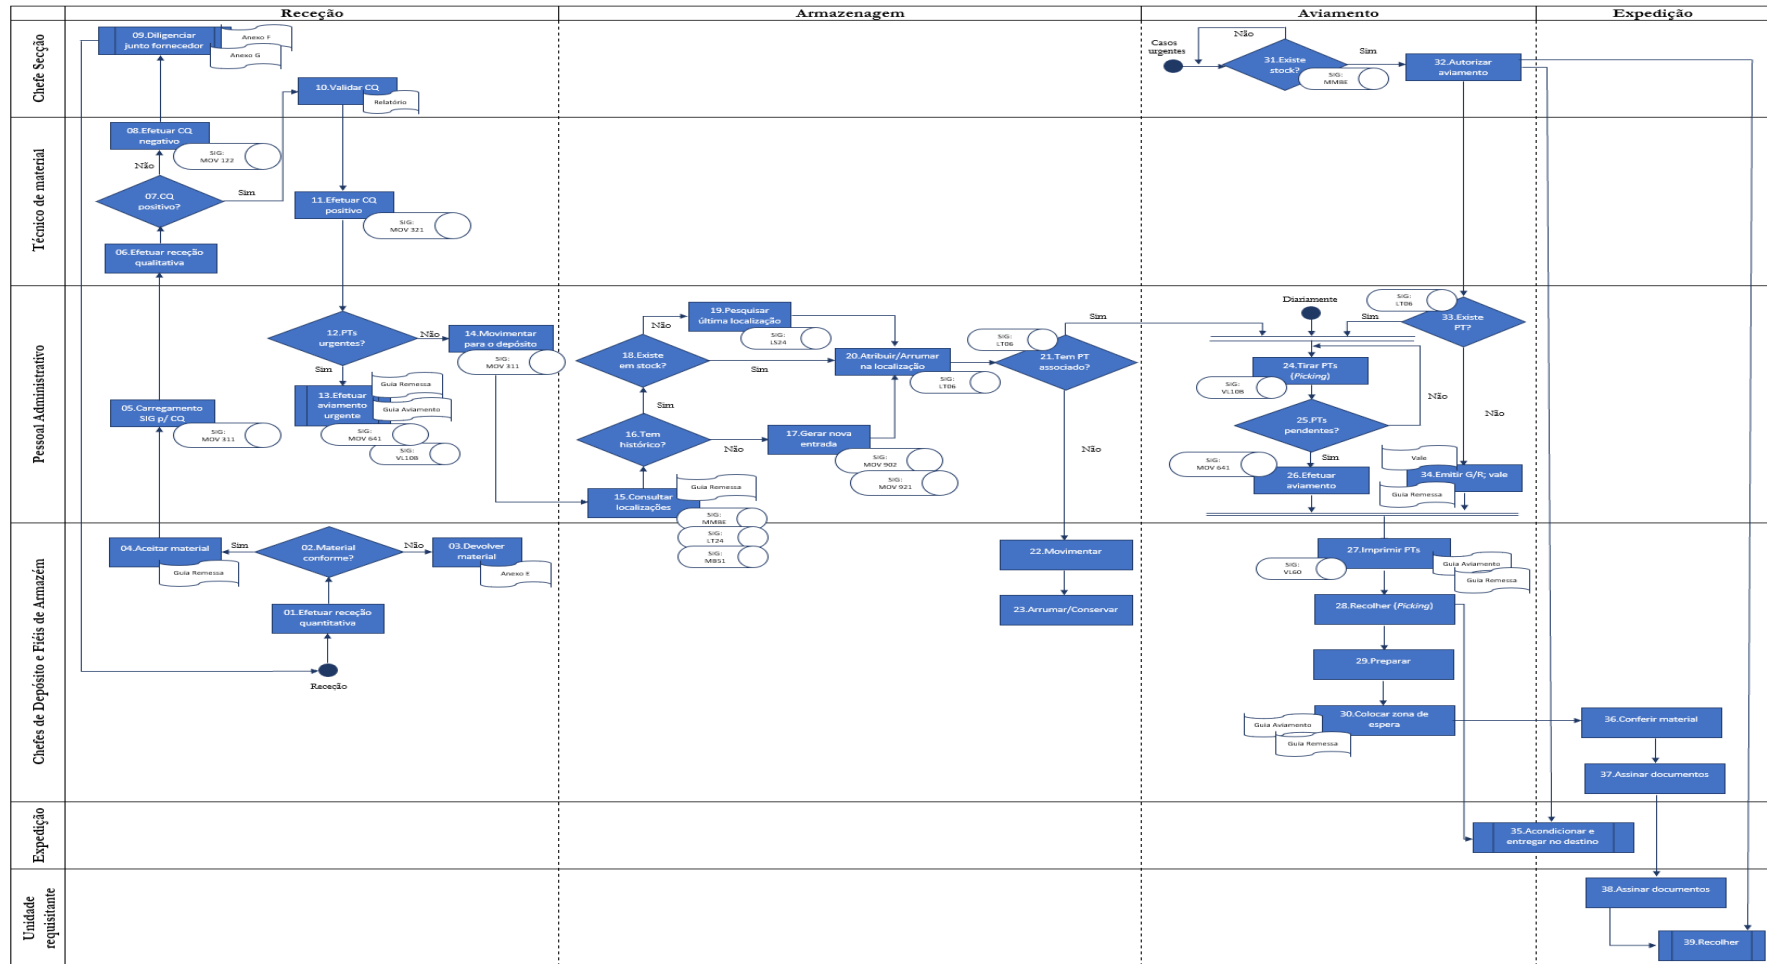 Receção
Armazenagem
Aviamento
Expedição
Chefe Secção
09.Diligenciar
junto fornecedor
Anexo F
Anexo G
10.Validar CQ
Relatório
Casos
urgentes
Não
31.Existe
stock?
SIG:
MMBE
Sim
32.Autorizar
aviamento
Técnico de material
08.Efetuar CQ
negativo
SIG:
MOV 122
Não
07.CQ
positivo?
Sim
06.Efetuar receção
qualitativa
11.Efetuar CQ
positivo
SIG:
MOV 321
Pessoal Administrativo
12.PTs
urgentes?
Não
14.Movimentar
para o depósito
SIG:
MOV 311
Sim
13.Efetuar
aviamento
urgente
Guia Remessa
Guia Aviamento
SIG:
MOV 641
SIG:
VL10B
05.Carregamento
SIG p/ CQ
SIG:
MOV 311
19.Pesquisar
última localização
SIG:
LS24
Não
18.Existe
em stock?
Sim
20.Atribuir/Arrumar
na localização
SIG:
LT06
Sim
16.Tem
histórico?
Não
17.Gerar nova
entrada
SIG:
MOV 902
SIG:
MOV 921
15.Consultar
localizações
Guia Remessa
SIG:
MMBE
SIG:
LT24
SIG:
MB51
SIG:
LT06
21.Tem PT
associado?
Sim
Não
Diariamente
SIG:
LT06
33.Existe
PT?
Sim
Não
24.Tirar PTs
(Picking)
SIG:
VL10B
25.PTs
pendentes?
Não
Sim
SIG:
MOV 641
26.Efetuar
aviamento
Vale
34.Emitir G/R; vale
Guia Remessa
Chefes de Depósito e Fiéis de Armazém
04.Aceitar material
Guia Remessa
Sim
02.Material
conforme?
Não
03.Devolver
material
Anexo E
01.Efetuar receção
quantitativa
Receção
22.Movimentar
23.Arrumar/Conservar
27.Imprimir PTs
SIG:
VL60
Guia Aviamento
Guia Remessa
28.Recolher (Picking)
29.Preparar
30.Colocar zona de
espera
Guia Aviamento
Guia Remessa
36.Conferir material
37.Assinar documentos
Expedição
35.Acondicionar e
entregar no destino
Unidade
requisitante
38.Assinar documentos
39.Recolher